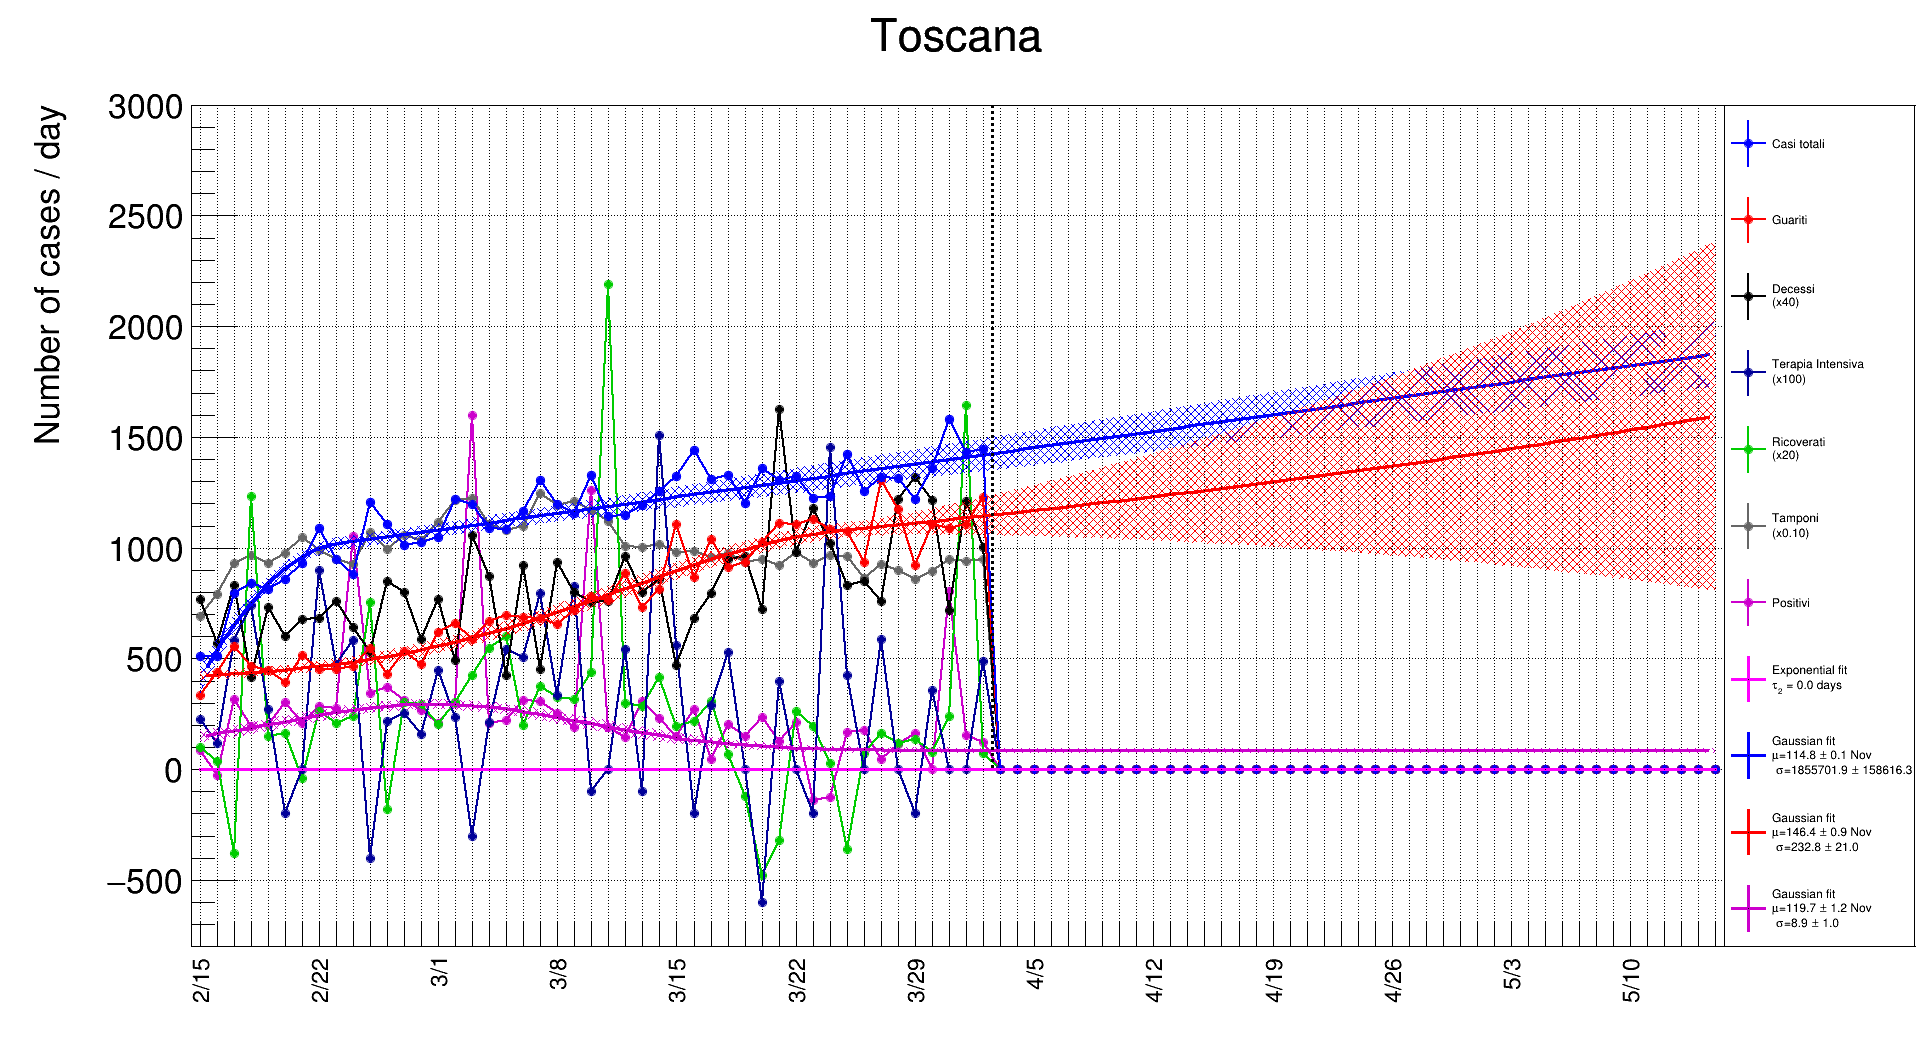 Toscana
Number of cases / day
3000
2500
2000
1500
1000
500
0
−500
2/15
2/22
3/1
3/8
3/15
3/22
3/29
4/5
4/12
4/19
4/26
5/3
5/10
Casi totali
Guariti
Decessi
(x40)
Terapia Intensiva
(x100)
Ricoverati
(x20)
Tamponi
(x0.10)
Positivi
Exponential fit
τ2 = 0.0 days
Gaussian fit
μ=114.8 ± 0.1 Nov
σ=1855701.9 ± 158616.3
Gaussian fit
μ=146.4 ± 0.9 Nov
σ=232.8 ± 21.0
Gaussian fit
μ=119.7 ± 1.2 Nov
σ=8.9 ± 1.0